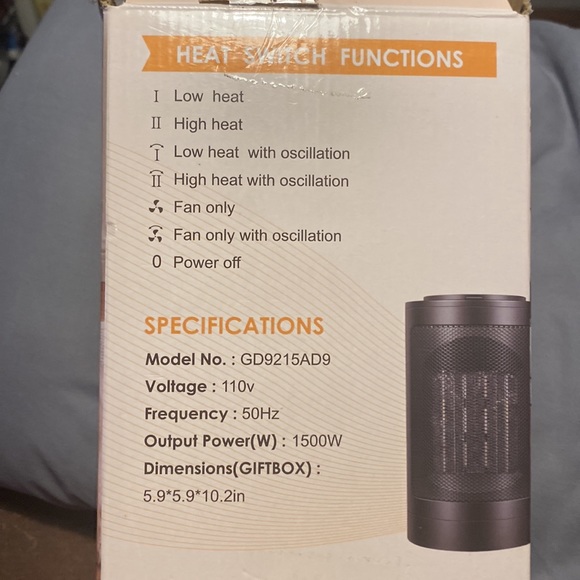 HEAT SWITCH FUNCTIONS
I Low heat
II High heat
I Low heat with oscillation
II High heat with oscillation
Fan only
Fan only with oscillation
0 Power off
SPECIFICATIONS
Model No. : GD9215AD9
Voltage : 110v
Frequency : 50Hz
Output Power(W) : 1500W
Dimensions(GIFTBOX) :
5.9*5.9*10.2in